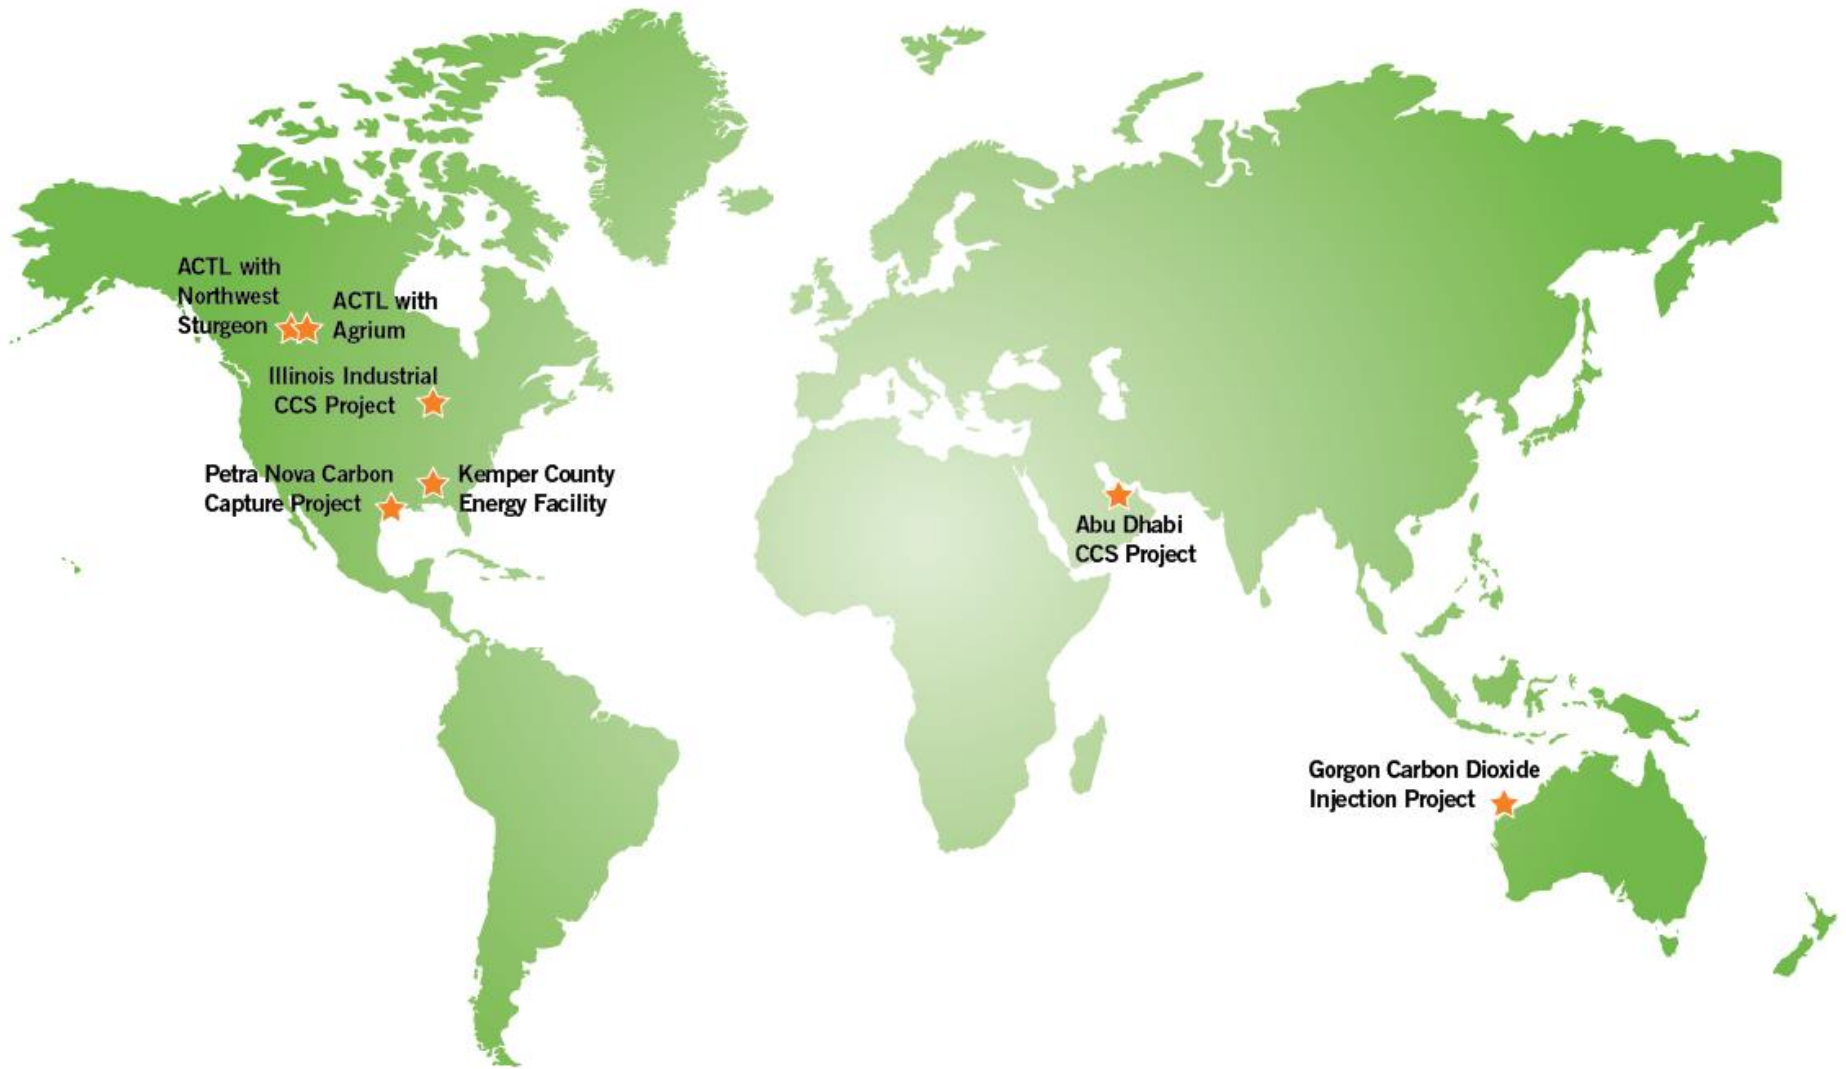 ACTL with
Northwest
Sturgeon
ACTL with
Agrium
Illinois Industrial
CCS Project
Petra Nova Carbon
Capture Project
Kemper County
Energy Facility
Abu Dhabi
CCS Project
Gorgon Carbon Dioxide
Injection Project